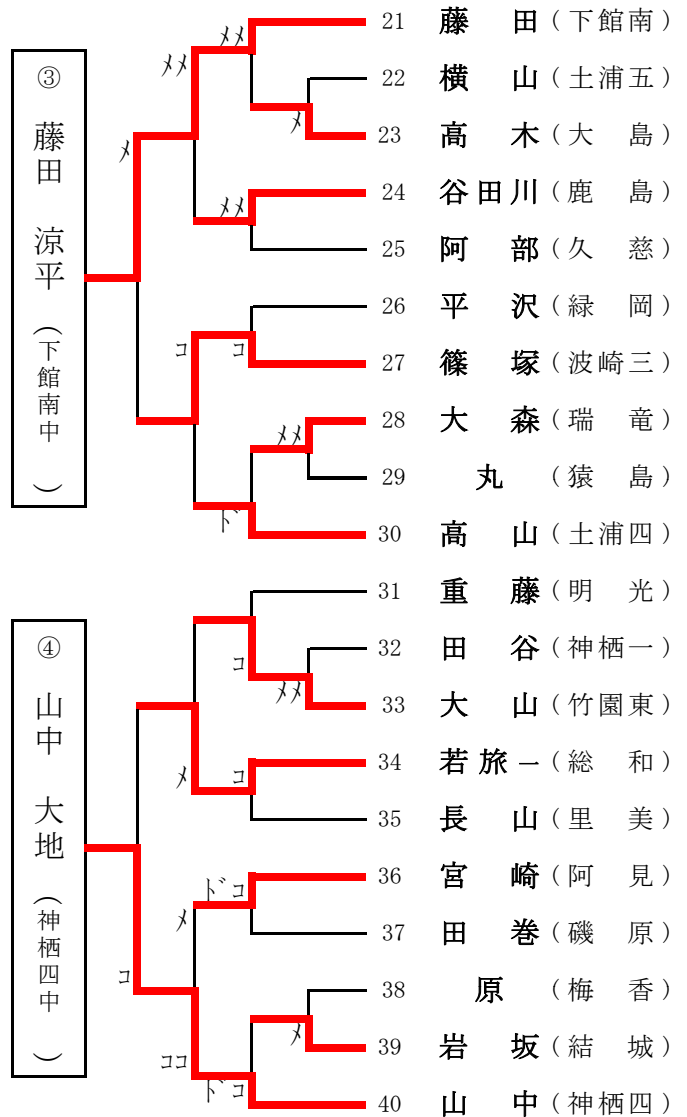 ③ 藤田 涼平 (下館南中)
④ 山中 大地 (神栖四中)
21 藤田 (下館南)
22 横山 (土浦五)
23 高木 (大島)
24 谷田川 (鹿島)
25 阿部 (久慈)
26 平沢 (緑岡)
27 篠塚 (波崎三)
28 大森 (瑞竜)
29 丸 (猿島)
30 高山 (土浦四)
31 重藤 (明光)
32 田谷 (神栖一)
33 大山 (竹園東)
34 若旅一 (総和)
35 長山 (里美)
36 宮崎 (阿見)
37 田巻 (磯原)
38 原 (梅香)
39 岩坂 (結城)
40 山中 (神栖四)
メメ
メメ
メ
メ
メメ
コ
コ
メメ
ド
コ
メメ
メ
コ
ドコ
メ
コ
メ
ココ
ドコ